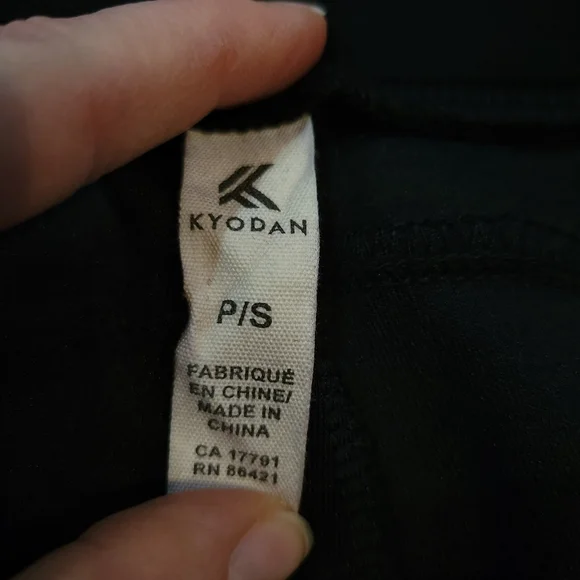 KYODAN
P/S
FABRIQUÉ
EN CHINE/
MADE IN
CHINA
CA 17791
RN 86421